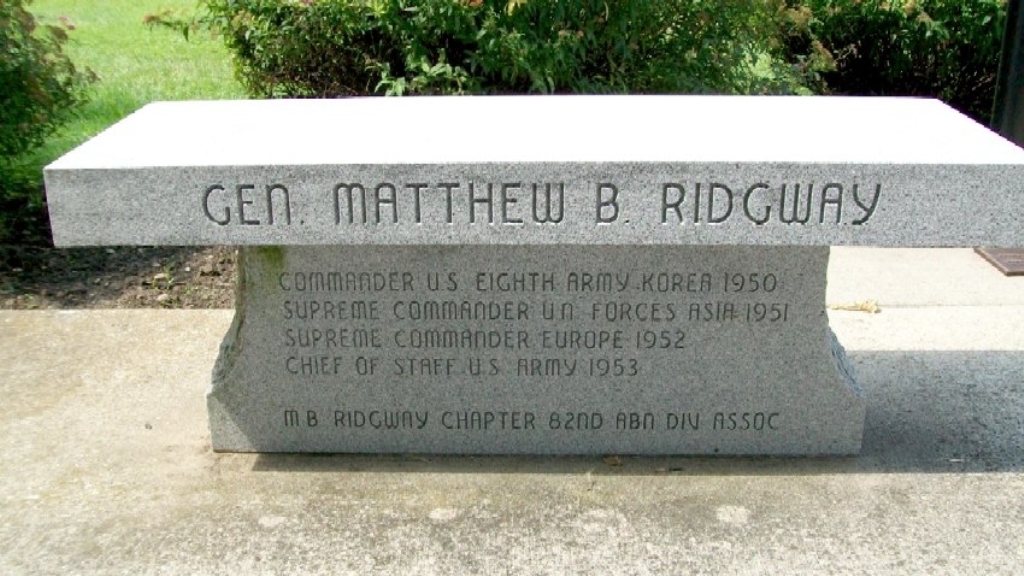 GEN. MATTHEW B. RIDGWAY
COMMANDER U.S. EIGHTH ARMY KOREA 1950
SUPREME COMMANDER U.N. FORCES ASIA 1951
SUPREME COMMANDER EUROPE 1952
CHIEF OF STAFF U.S. ARMY 1953
M B RIDGWAY CHAPTER 82ND ABN DIV ASSOC